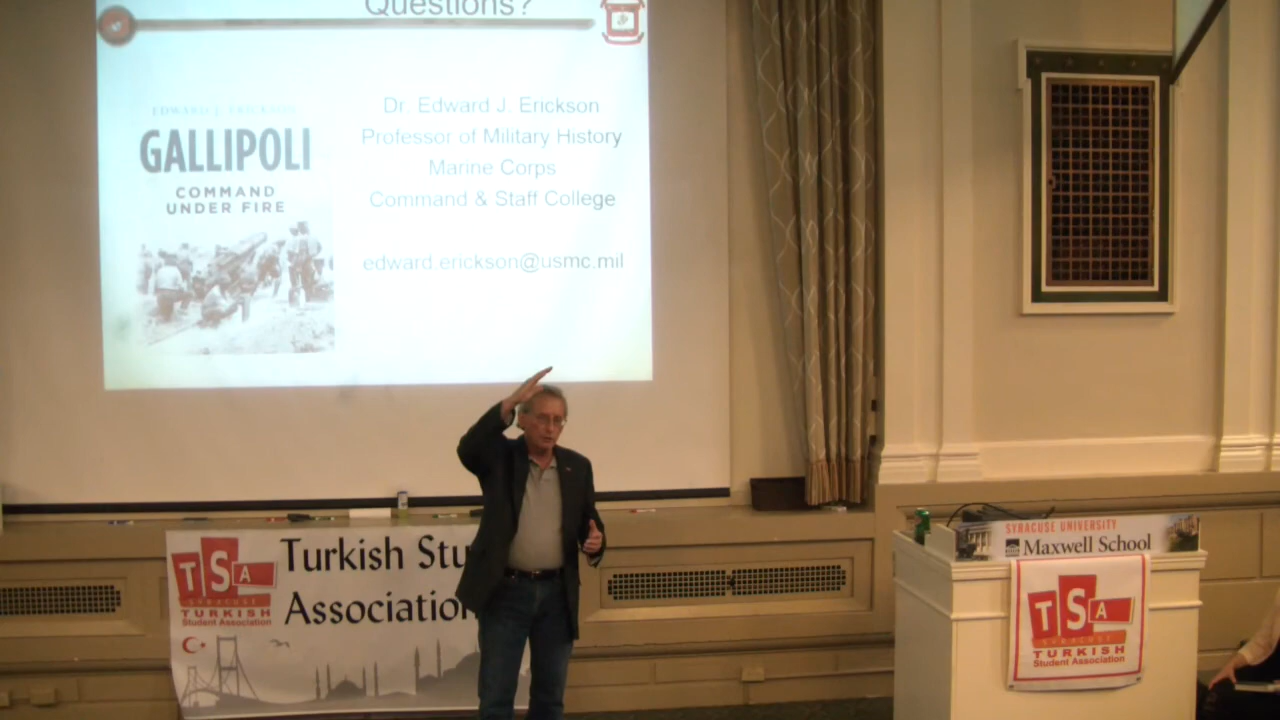 Questions?
EDWARD J. ERICKSON
GALLIPOLI
COMMAND
UNDER FIRE
Dr. Edward J. Erickson
Professor of Military History
Marine Corps
Command & Staff College
edward.erickson@usmc.mil
TSA
SYRACUSE
TURKISH
Student Association
Turkish Stu
Association
SYRACUSE UNIVERSITY
Maxwell School
TSA
SYRACUSE
TURKISH
Student Association